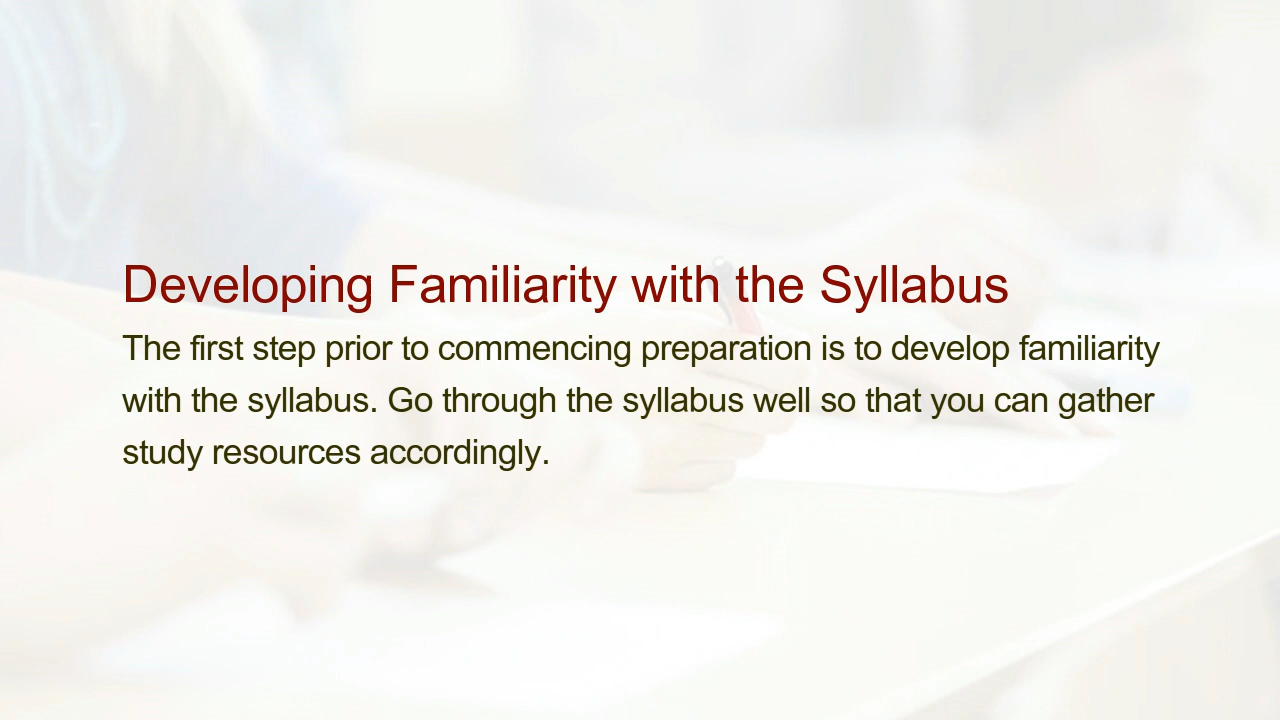 Developing Familiarity with the Syllabus
The first step prior to commencing preparation is to develop familiarity
with the syllabus. Go through the syllabus well so that you can gather
study resources accordingly.